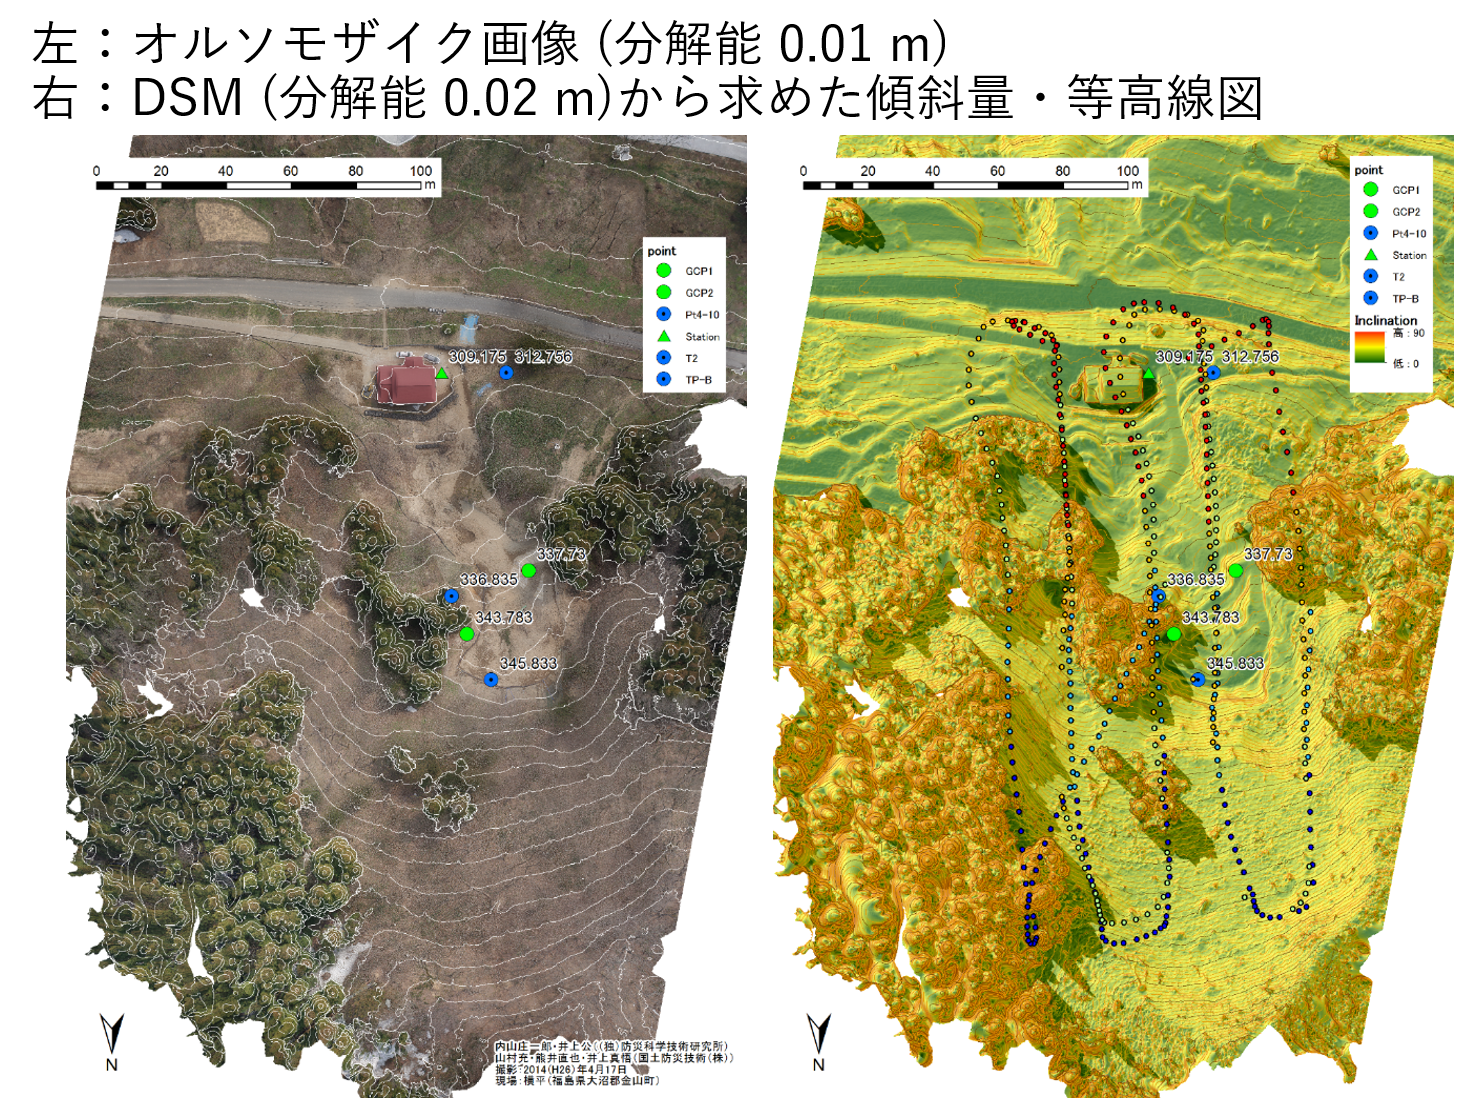 左：オルソモザイク画像 (分解能 0.01 m)
右：DSM (分解能 0.02 m)から求めた傾斜量・等高線図
0 20 40 60 80 100
m
point
GCP1
GCP2
Pt4-10
Station
T2
TP-B
309.175 312.756
337.73
336.835
343.783
345.833
N
内山庄一郎・井上公((独)防災科学技術研究所)
山村充・熊井直也・井上真悟(国土防災技術(株))
撮影：2014(H26)年4月17日
現場：横平(福島県大沼郡金山町)
0 20 40 60 80 100
m
point
GCP1
GCP2
Pt4-10
Station
T2
TP-B
Inclination
高 : 90
低 : 0
309.175 312.756
337.73
336.835
343.783
345.833
N